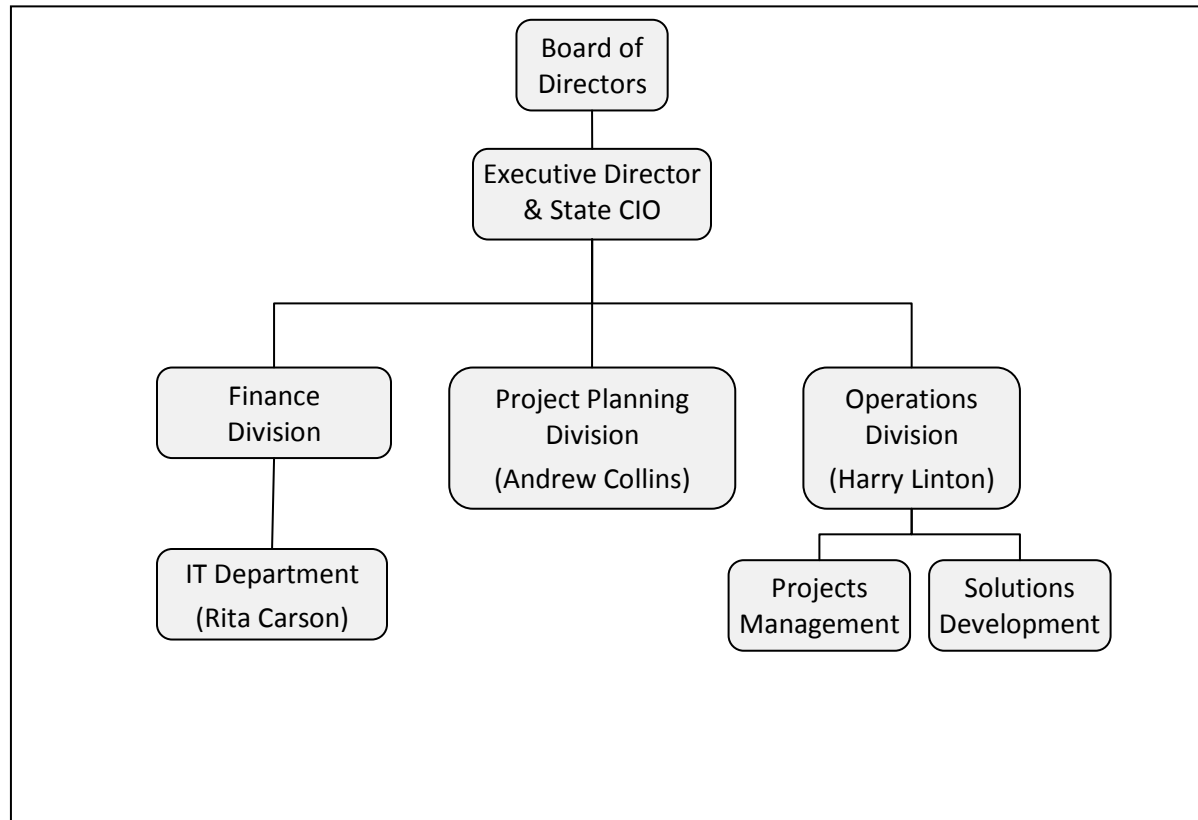 Board of
Directors
Executive Director
& State CIO
Finance
Division
Project Planning
Division
(Andrew Collins)
Operations
Division
(Harry Linton)
IT Department
(Rita Carson)
Projects
Management
Solutions
Development